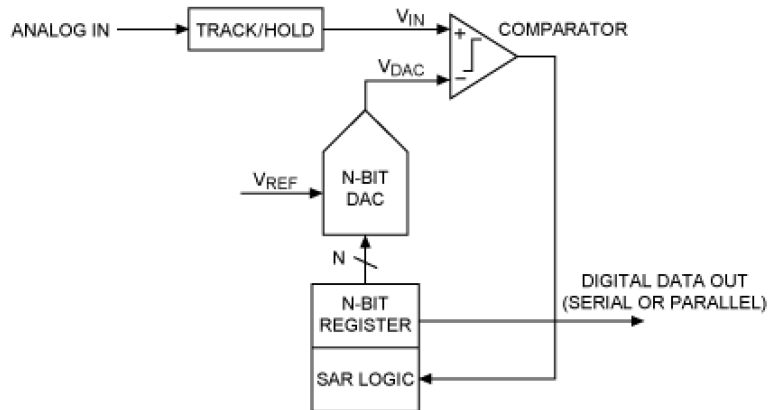 ANALOG IN
TRACK/HOLD
VIN
COMPARATOR
+
VDAC
−
VREF
N-BIT
DAC
N
N-BIT
REGISTER
DIGITAL DATA OUT
(SERIAL OR PARALLEL)
SAR LOGIC